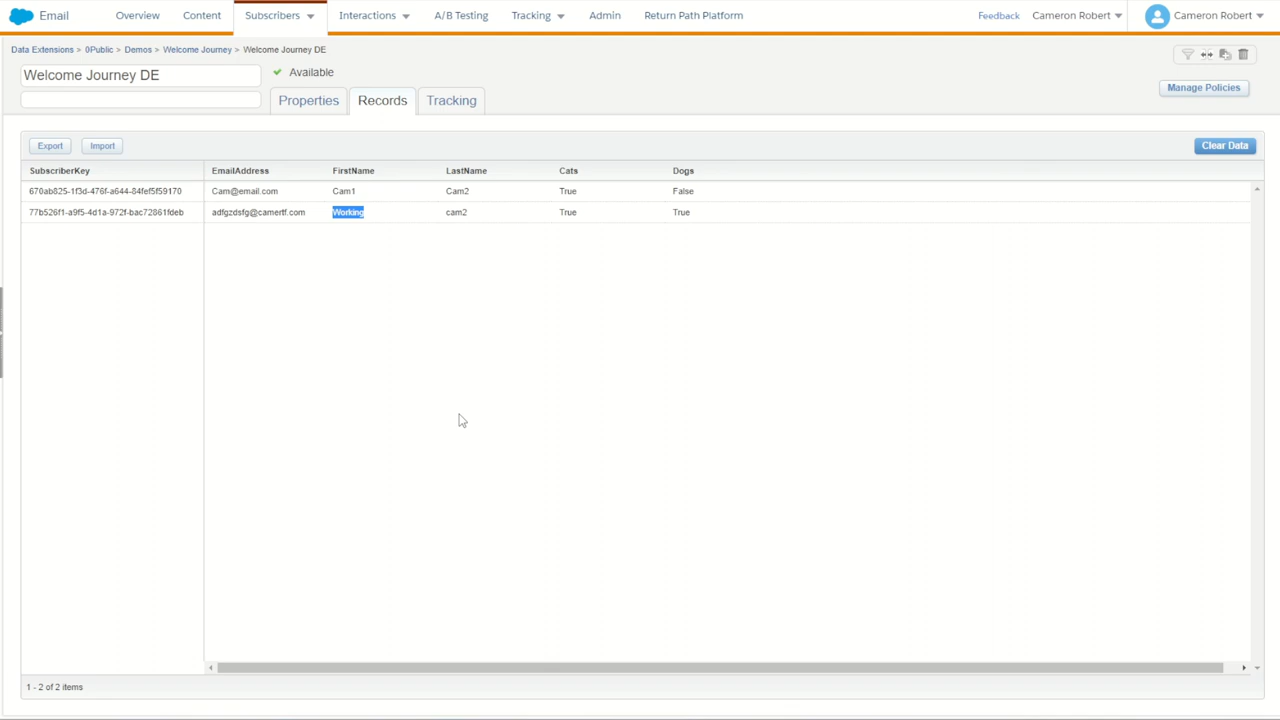 Email Overview Content Subscribers Interactions A/B Testing Tracking Admin Return Path Platform Feedback Cameron Robert Cameron Robert
Data Extensions > 0Public > Demos > Welcome Journey > Welcome Journey DE
Welcome Journey DE Available
Manage Policies
Properties Records Tracking
Export Import Clear Data
SubscriberKey EmailAddress FirstName LastName Cats Dogs
670ab825-1f3d-476f-a644-84fef5f59170 Cam@email.com Cam1 Cam2 True False
77b526f1-a9f5-4d1a-972f-bac72861fdeb adfgzdsfg@camertf.com Working cam2 True True
1 - 2 of 2 items